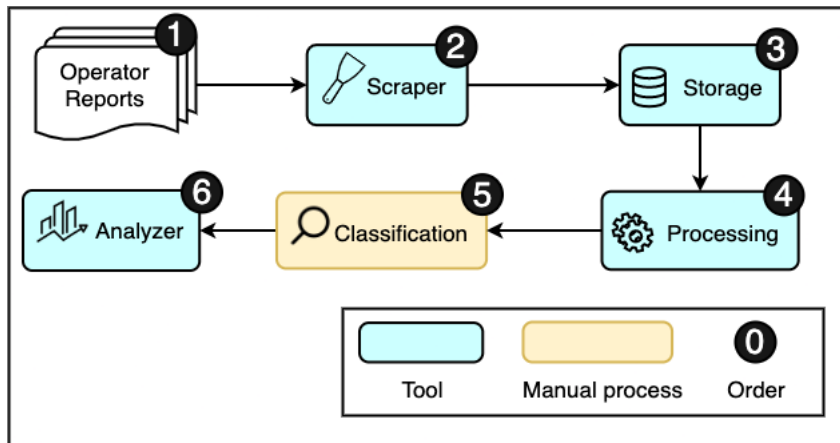 1
Operator
Reports
2
Scraper
3
Storage
4
Processing
5
Classification
6
Analyzer
0
Tool
Manual process
Order